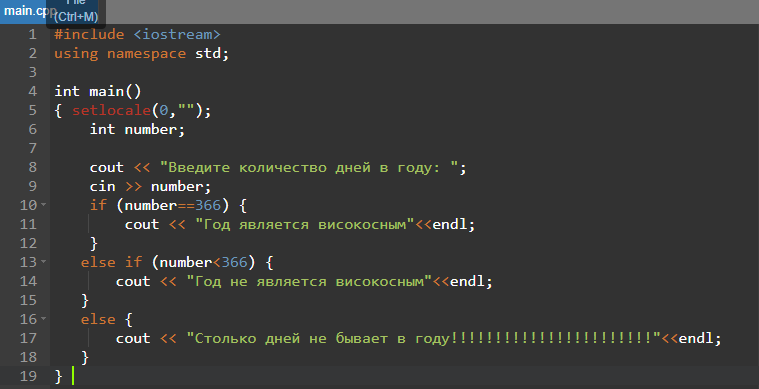 main.cpp
File
(Ctrl+M)
1 #include <iostream>
2 using namespace std;
3
4 int main()
5 { setlocale(0,"");
6 int number;
7
8 cout << "Введите количество дней в году: ";
9 cin >> number;
10 if (number==366) {
11 cout << "Год является високосным"<<endl;
12 }
13 else if (number<366) {
14 cout << "Год не является високосным"<<endl;
15 }
16 else {
17 cout << "Столько дней не бывает в году!!!!!!!!!!!!!!!!!!!!!!!"<<endl;
18 }
19 }